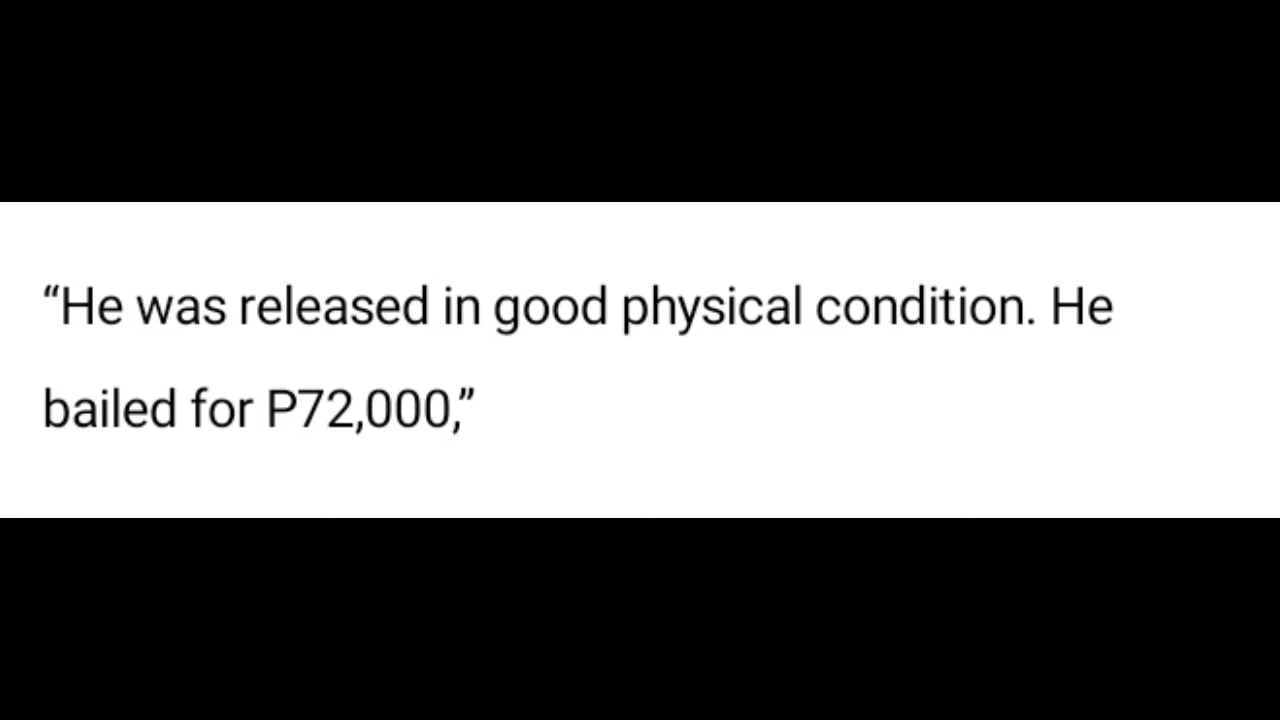 “He was released in good physical condition. He
bailed for P72,000,”